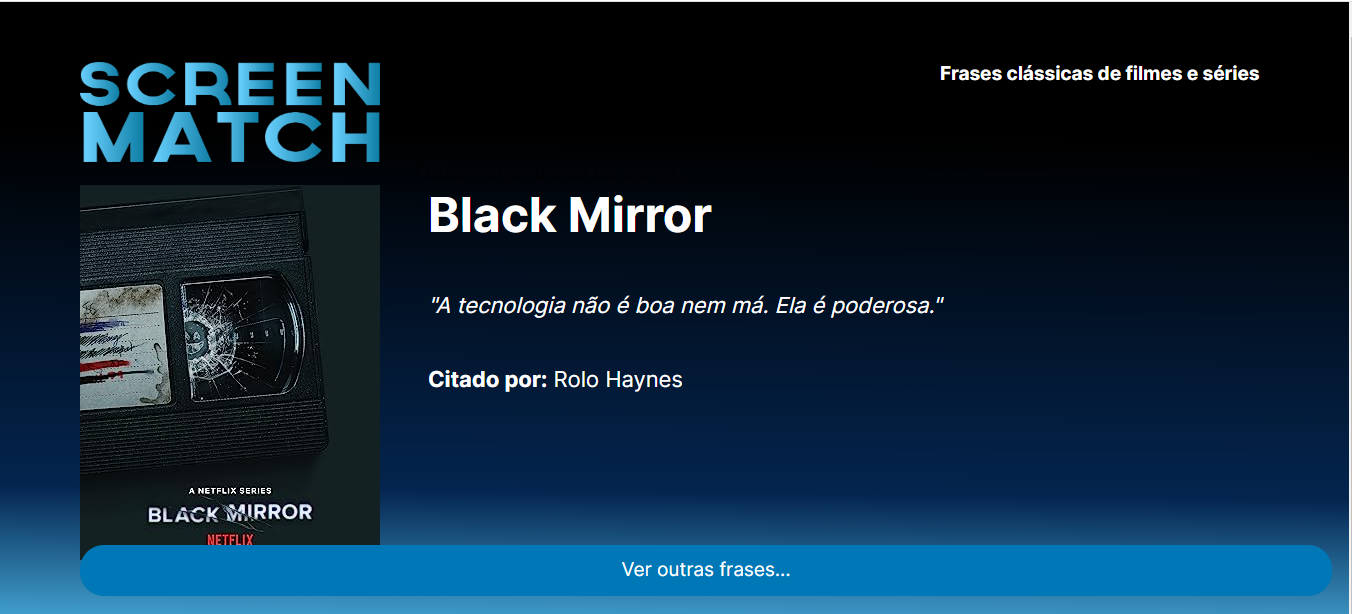 SCREEN
MATCH
Frases clássicas de filmes e séries
Black Mirror
"A tecnologia não é boa nem má. Ela é poderosa."
Citado por: Rolo Haynes
A NETFLIX SERIES
BLACK MIRROR
NETFLIX
Ver outras frases...